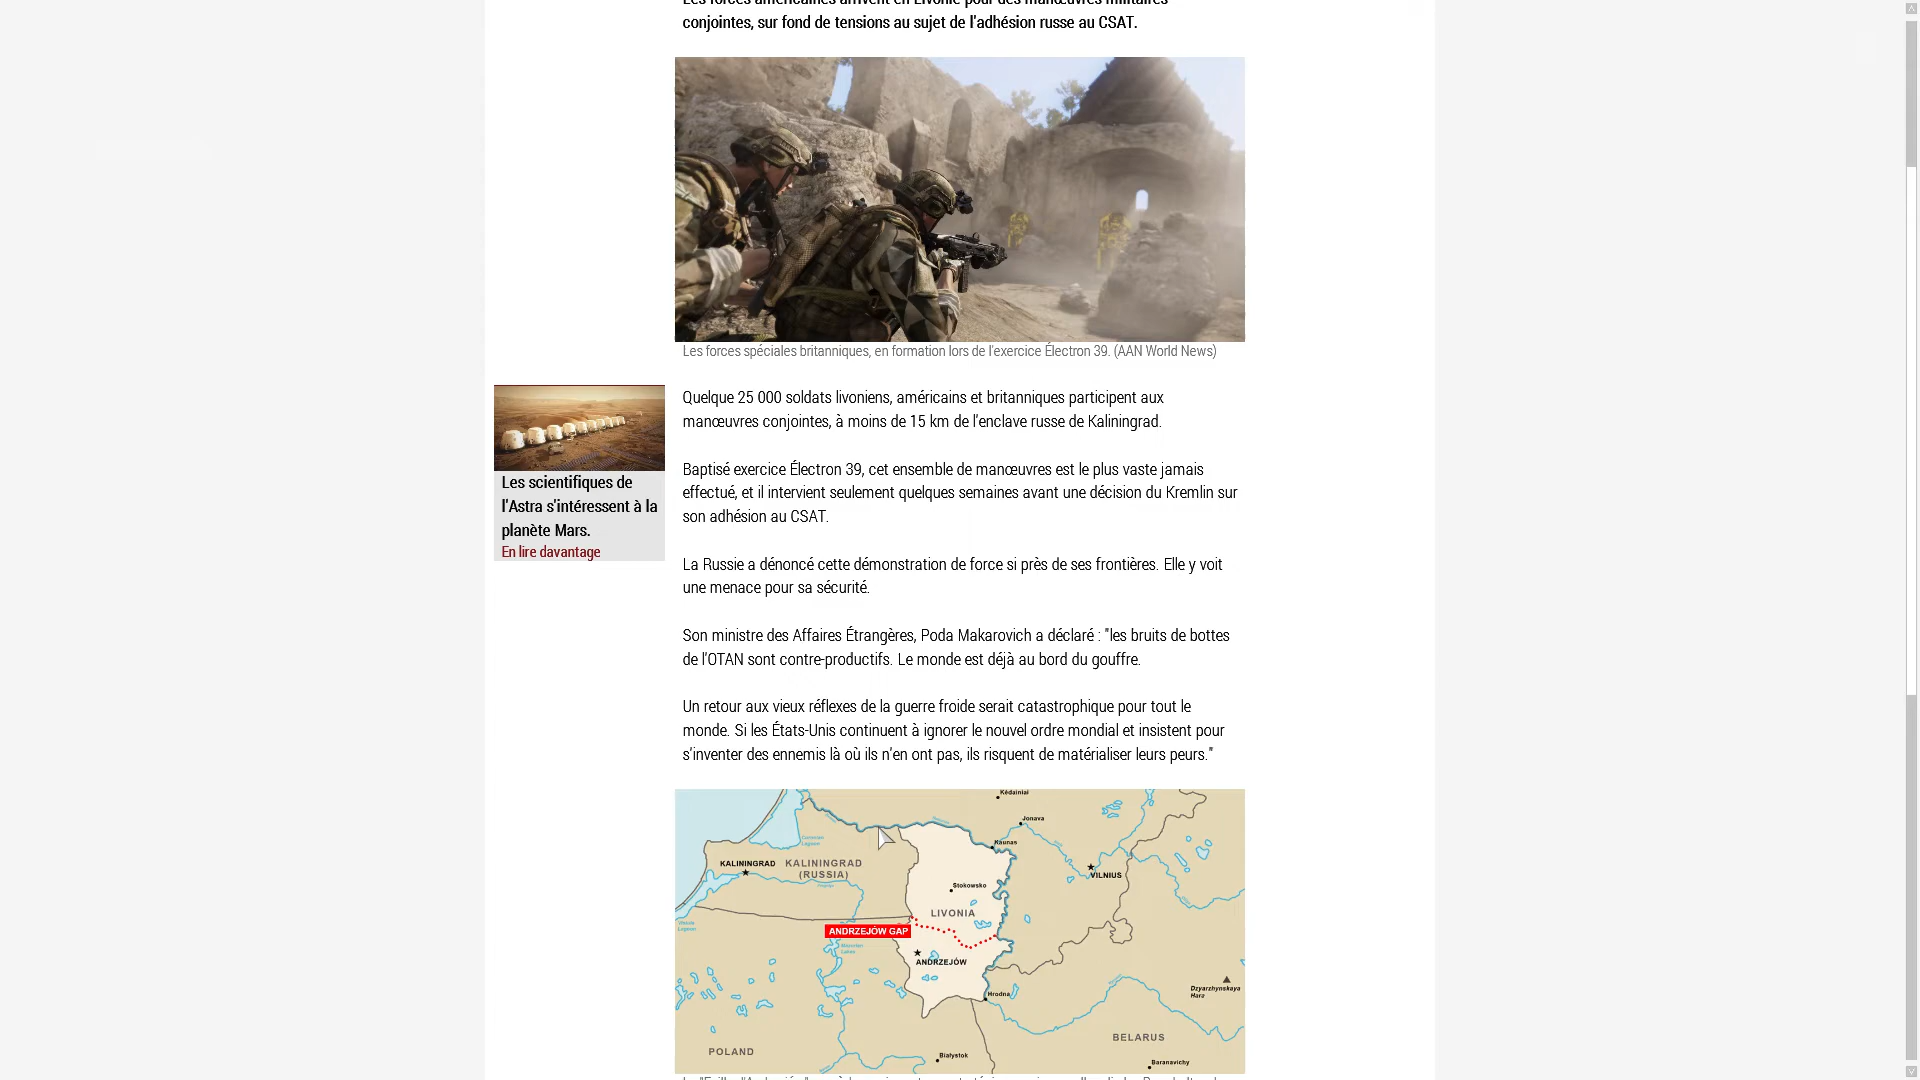 conjointes, sur fond de tensions au sujet de l'adhésion russe au CSAT.
Les forces spéciales britanniques, en formation lors de l'exercice Électron 39. (AAN World News)
Les scientifiques de
l'Astra s'intéressent à la
planète Mars.
En lire davantage
Quelque 25 000 soldats livoniens, américains et britanniques participent aux
manœuvres conjointes, à moins de 15 km de l'enclave russe de Kaliningrad.
Baptisé exercice Électron 39, cet ensemble de manœuvres est le plus vaste jamais
effectué, et il intervient seulement quelques semaines avant une décision du Kremlin sur
son adhésion au CSAT.
La Russie a dénoncé cette démonstration de force si près de ses frontières. Elle y voit
une menace pour sa sécurité.
Son ministre des Affaires Étrangères, Poda Makarovich a déclaré : "les bruits de bottes
de l'OTAN sont contre-productifs. Le monde est déjà au bord du gouffre.
Un retour aux vieux réflexes de la guerre froide serait catastrophique pour tout le
monde. Si les États-Unis continuent à ignorer le nouvel ordre mondial et insistent pour
s'inventer des ennemis là où ils n'en ont pas, ils risquent de matérialiser leurs peurs."
Kėdainiai
Jonava
Kaunas
Curonian
Lagoon
KALININGRAD
KALININGRAD
(RUSSIA)
VILNIUS
Stokowsko
LIVONIA
Vistula
Lagoon
ANDRZEJÓW GAP
Masurian
Lakes
ANDRZEJÓW
Hrodna
Dzyarzhynskaya
Hara
BELARUS
POLAND
Białystok
Baranavichy